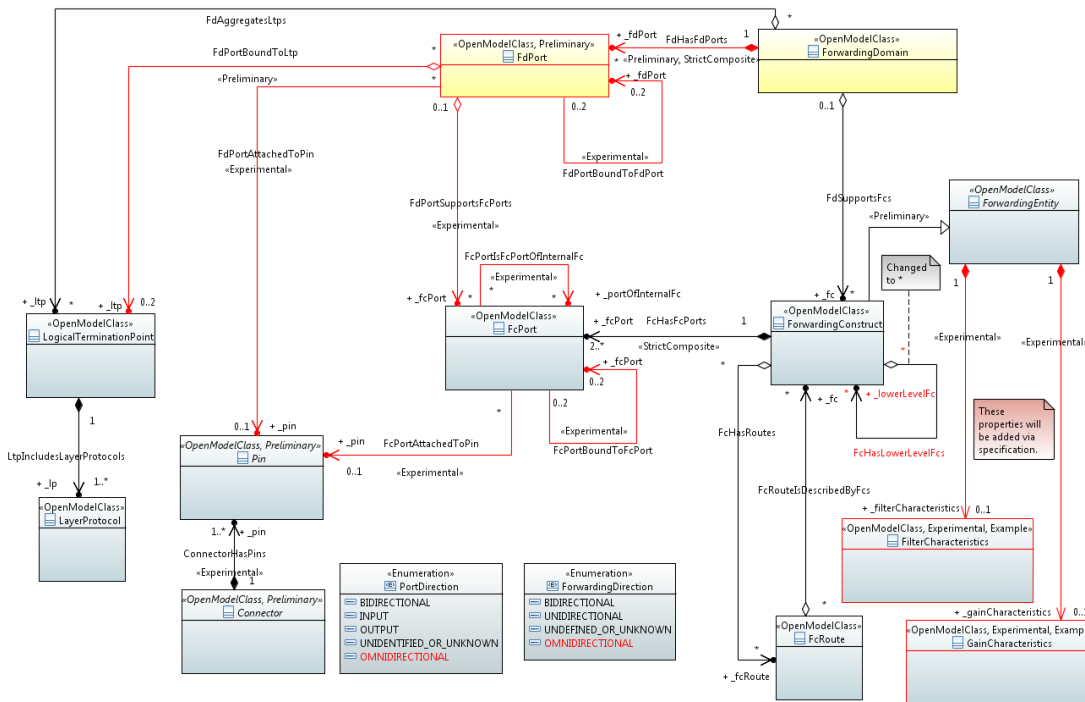 FdAggregatesLtps
*
FdPortBoundToLtp
*
«OpenModelClass, Preliminary»
FdPort
+ _fdPort
FdHasFdPorts
1
«OpenModelClass»
ForwardingDomain
* «Preliminary, StrictComposite»
+ _fdPort
«Preliminary»
*
0..1
0..2
0..2
0..1
«Experimental»
FdPortBoundToFdPort
FdPortAttachedToPin
«Experimental»
FdPortSupportsFcPorts
«Experimental»
FdSupportsFcs
«Preliminary»
«OpenModelClass»
ForwardingEntity
FcPortIsFcPortOfInternalFc
«Experimental»
*
*
Changed
to *
1
1
+ _ltp
*
+ _ltp
0..2
+ _fcPort
*
+ _portOfInternalFc
+ _fc
*
«OpenModelClass»
LogicalTerminationPoint
«OpenModelClass»
FcPort
+ _fcPort
FcHasFcPorts
1
«OpenModelClass»
ForwardingConstruct
2..*
«StrictComposite»
+ _fcPort
0..2
0..2
*
*
*
*
+ _fc
*
+ _lowerLevelFc
«Experimental»
«Experimental»
These
properties will
be added via
specification.
1
LtpIncludesLayerProtocols
1..*
+ _lp
«OpenModelClass»
LayerProtocol
0..1
+ _pin
«OpenModelClass, Preliminary»
Pin
+ _pin
0..1
FcPortAttachedToPin
«Experimental»
«Experimental»
FcPortBoundToFcPort
FcHasRoutes
FcHasLowerLevelFcs
FcRouteIsDescribedByFcs
+ _filterCharacteristics
0..1
«OpenModelClass, Experimental, Example»
FilterCharacteristics
1..*
+ _pin
ConnectorHasPins
«Experimental»
1
«OpenModelClass, Preliminary»
Connector
«Enumeration»
PortDirection
BIDIRECTIONAL
INPUT
OUTPUT
UNIDENTIFIED_OR_UNKNOWN
OMNIDIRECTIONAL
«Enumeration»
ForwardingDirection
BIDIRECTIONAL
UNIDIRECTIONAL
UNDEFINED_OR_UNKNOWN
OMNIDIRECTIONAL
*
«OpenModelClass»
FcRoute
*
+ _fcRoute
+ _gainCharacteristics
«OpenModelClass, Experimental,
GainCharacteristics